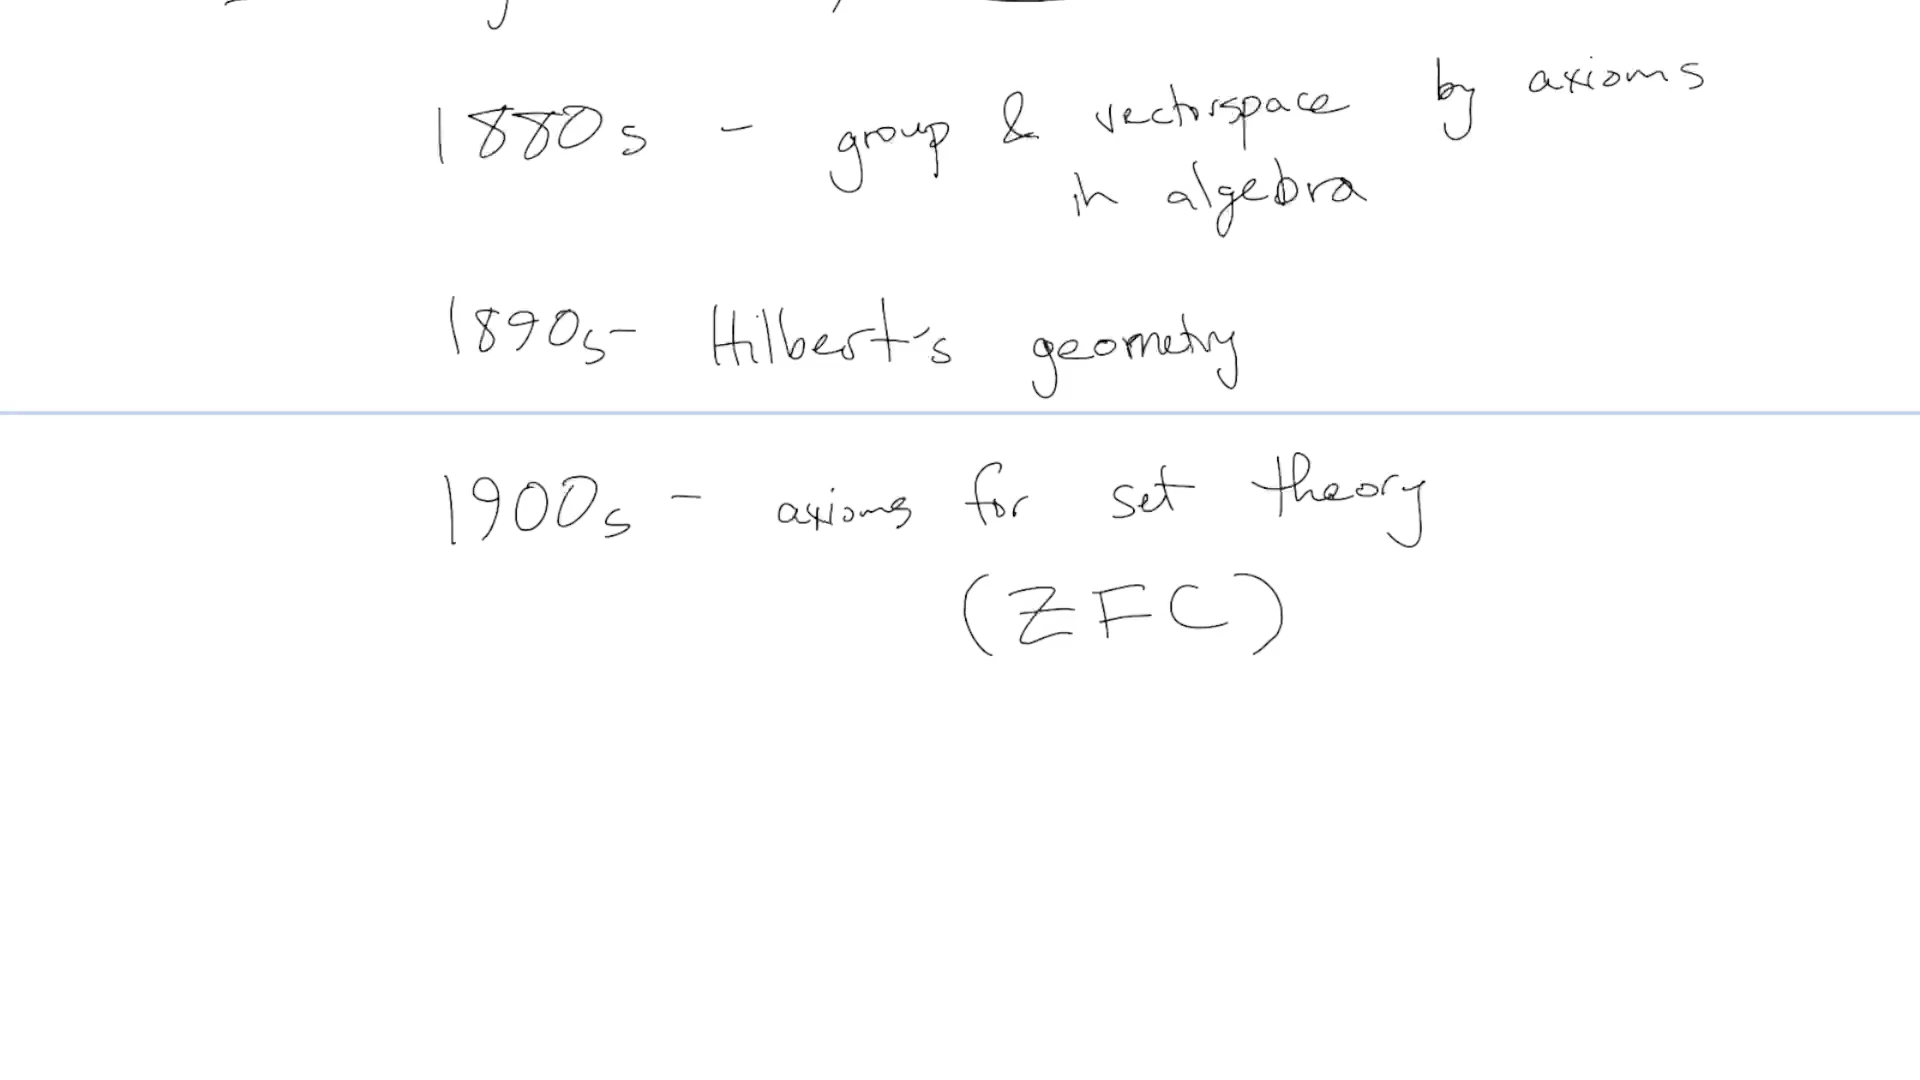 1880s - group & vectorspace by axioms
in algebra
1890s- Hilbert's geometry
1900s - axioms for set theory
(ZFC)